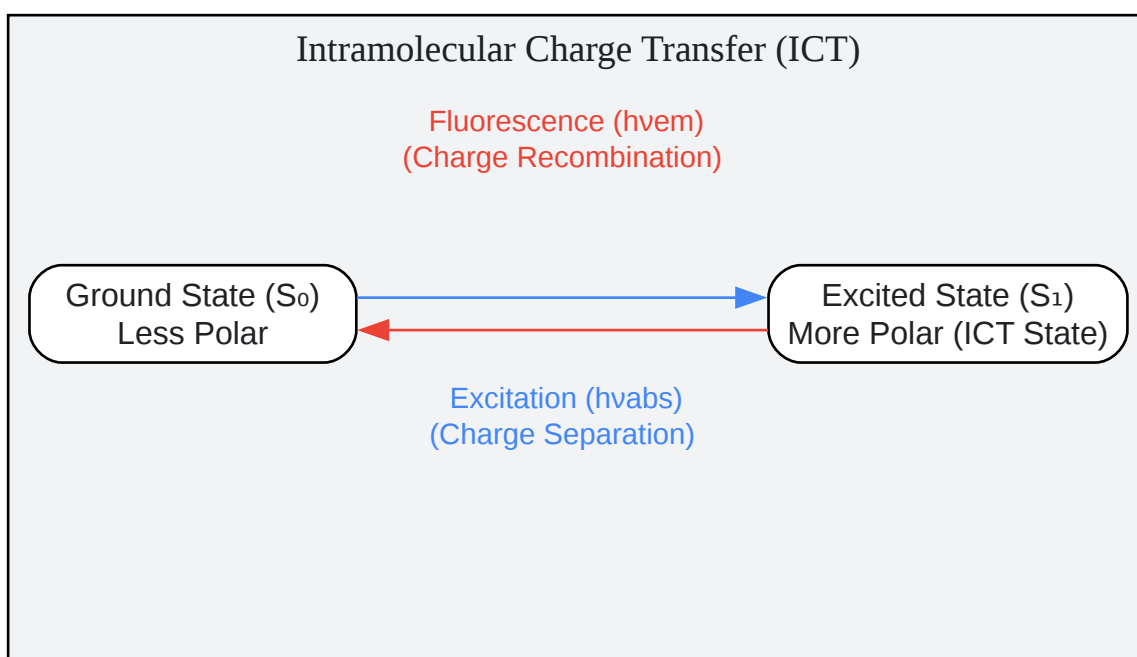 Intramolecular Charge Transfer (ICT)
Fluorescence (hνem)
(Charge Recombination)
Ground State (S₀)
Less Polar
Excited State (S₁)
More Polar (ICT State)
Excitation (hνabs)
(Charge Separation)